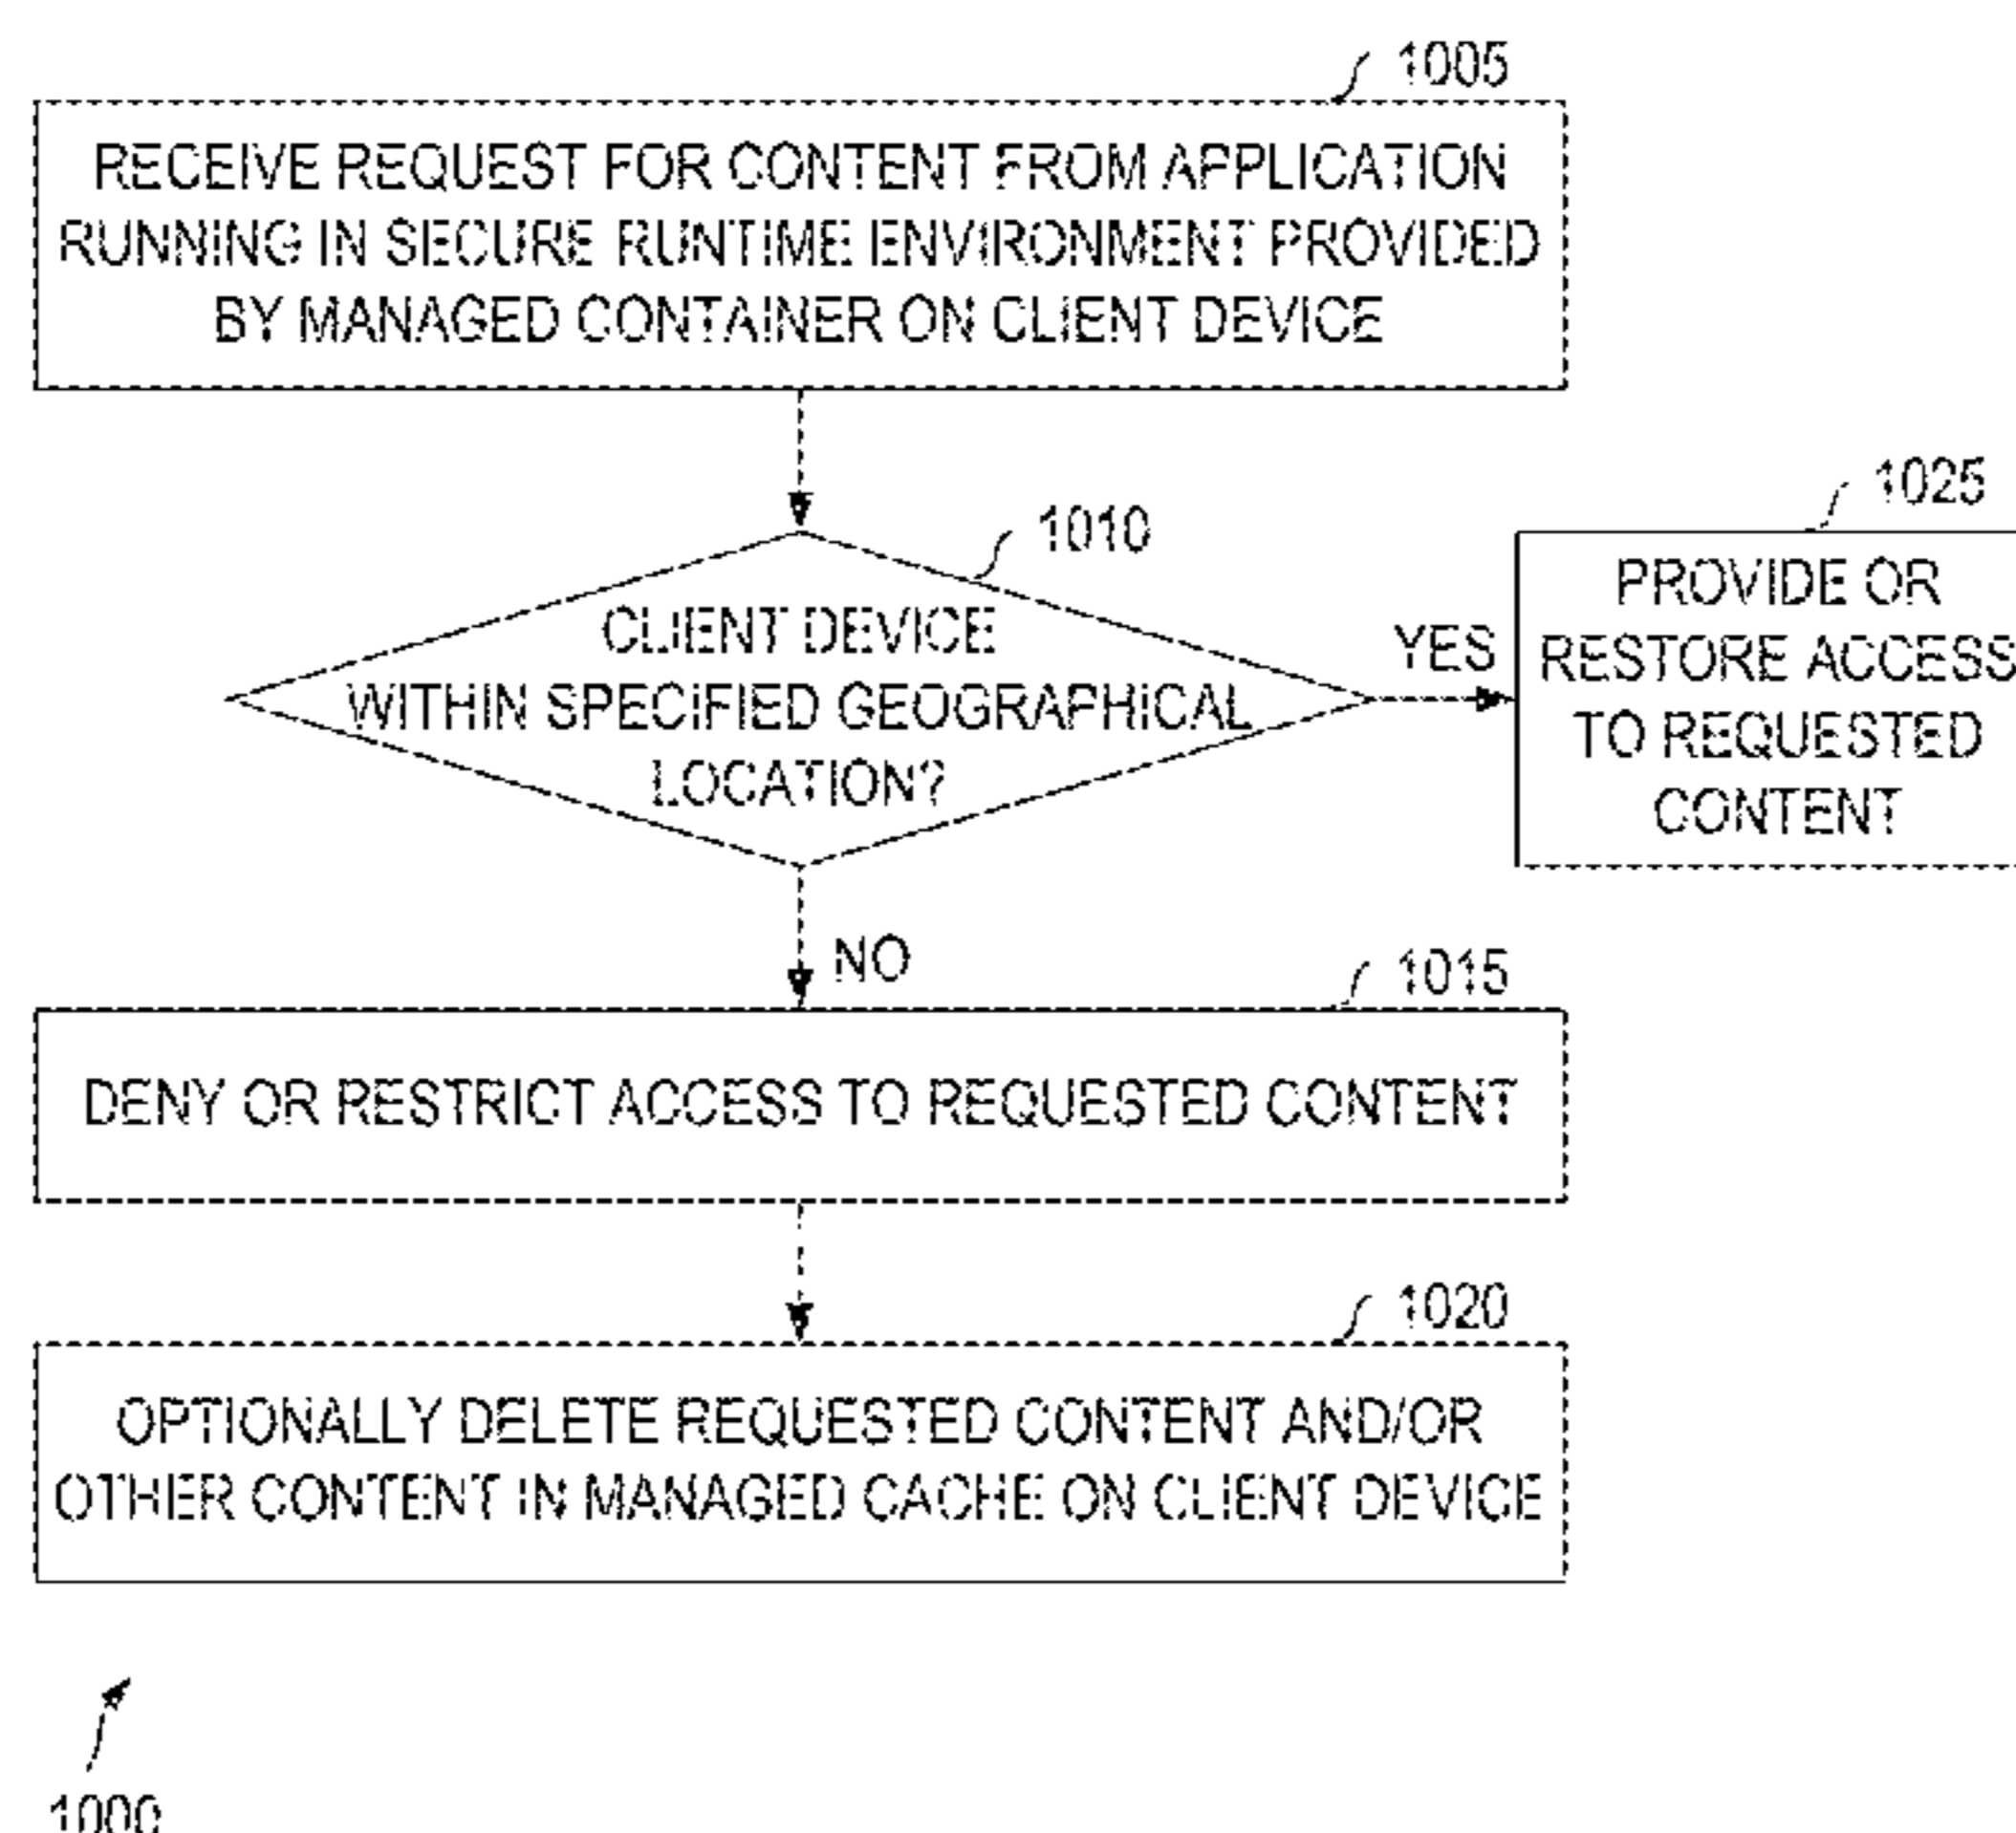 1005
RECEIVE REQUEST FOR CONTENT FROM APPLICATION
RUNNING IN SECURE RUNTIME ENVIRONMENT PROVIDED
BY MANAGED CONTAINER ON CLIENT DEVICE
1010
CLIENT DEVICE
WITHIN SPECIFIED GEOGRAPHICAL
LOCATION?
YES
1025
PROVIDE OR
RESTORE ACCESS
TO REQUESTED
CONTENT
NO
1015
DENY OR RESTRICT ACCESS TO REQUESTED CONTENT
1020
OPTIONALLY DELETE REQUESTED CONTENT AND/OR
OTHER CONTENT IN MANAGED CACHE ON CLIENT DEVICE
1000